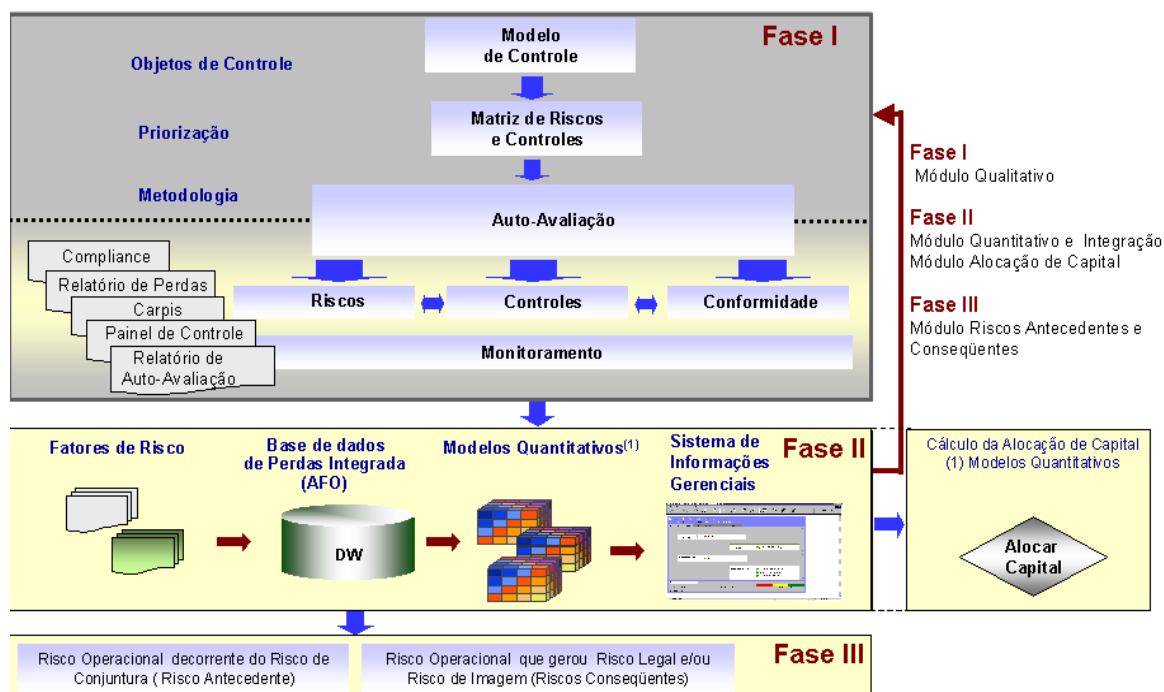 Fase I
Modelo
de Controle
Objetos de Controle
Matriz de Riscos
e Controles
Priorização
Metodologia
Auto-Avaliação
Compliance
Relatório de Perdas
Carpis
Painel de Controle
Relatório de
Auto-Avaliação
Riscos
Controles
Conformidade
Monitoramento
Fase I
Módulo Qualitativo
Fase II
Módulo Quantitativo e Integração
Módulo Alocação de Capital
Fase III
Módulo Riscos Antecedentes e
Conseqüentes
Fase II
Fatores de Risco
Base de dados
de Perdas Integrada
(AFO)
DW
Modelos Quantitativos(1)
Sistema de
Informações
Gerenciais
Cálculo da Alocação de Capital
(1) Modelos Quantitativos
Alocar
Capital
Fase III
Risco Operacional decorrente do Risco de
Conjuntura ( Risco Antecedente)
Risco Operacional que gerou Risco Legal e/ou
Risco de Imagem (Riscos Conseqüentes)